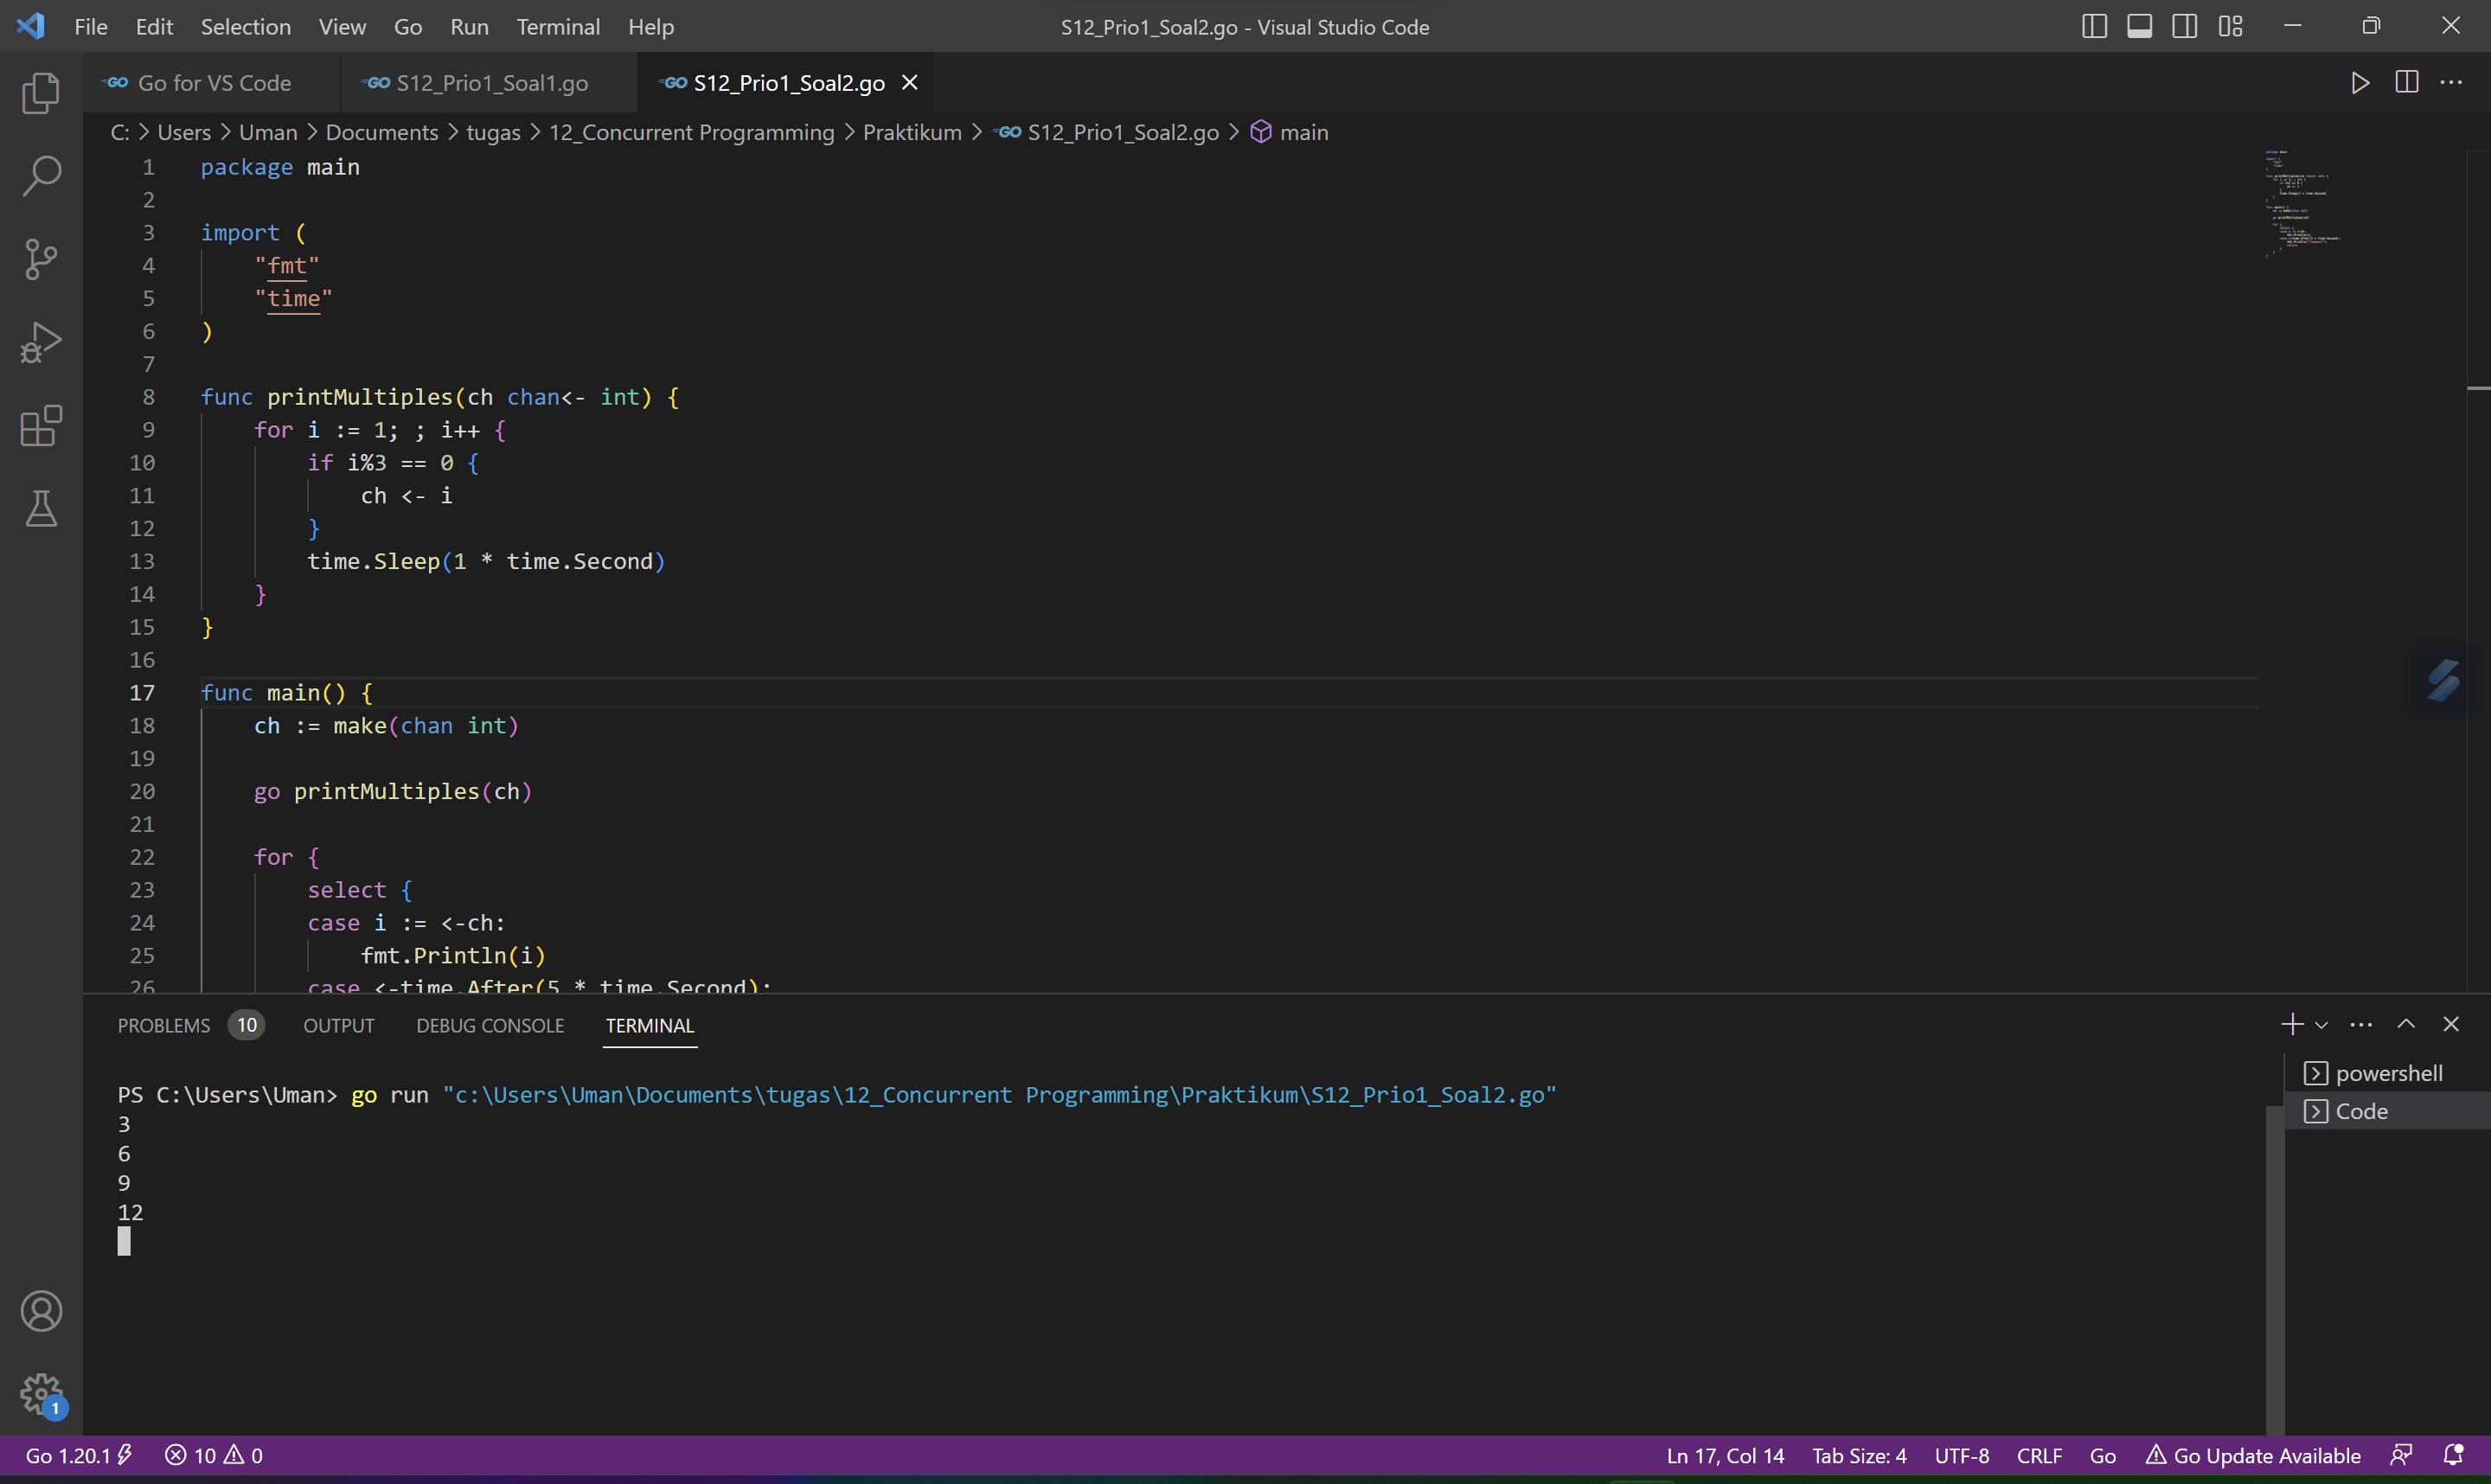 File Edit Selection View Go Run Terminal Help S12_Prio1_Soal2.go - Visual Studio Code
GO Go for VS Code GO S12_Prio1_Soal1.go GO S12_Prio1_Soal2.go
C: > Users > Uman > Documents > tugas > 12_Concurrent Programming > Praktikum > GO S12_Prio1_Soal2.go > main
1 package main
2
3 import (
4 "fmt"
5 "time"
6 )
7
8 func printMultiples(ch chan<- int) {
9 for i := 1; ; i++ {
10 if i%3 == 0 {
11 ch <- i
12 }
13 time.Sleep(1 * time.Second)
14 }
15 }
16
17 func main() {
18 ch := make(chan int)
19
20 go printMultiples(ch)
21
22 for {
23 select {
24 case i := <-ch:
25 fmt.Println(i)
26 case <-time.After(5 * time.Second):
PROBLEMS 10 OUTPUT DEBUG CONSOLE TERMINAL
PS C:\Users\Uman> go run "c:\Users\Uman\Documents\tugas\12_Concurrent Programming\Praktikum\S12_Prio1_Soal2.go"
3
6
9
12
powershell
Code
1
Go 1.20.1 10 0 Ln 17, Col 14 Tab Size: 4 UTF-8 CRLF Go Go Update Available